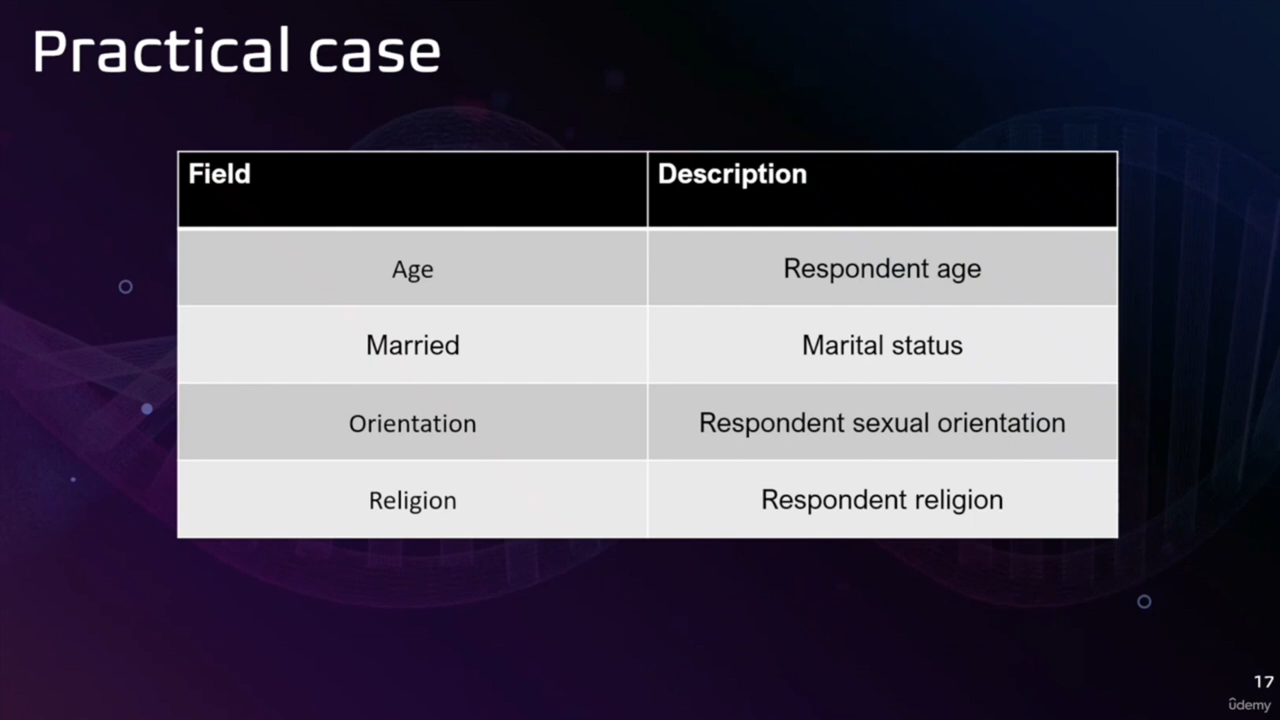 Practical case
Field Description
Age Respondent age
Married Marital status
Orientation Respondent sexual orientation
Religion Respondent religion
17
ûdemy